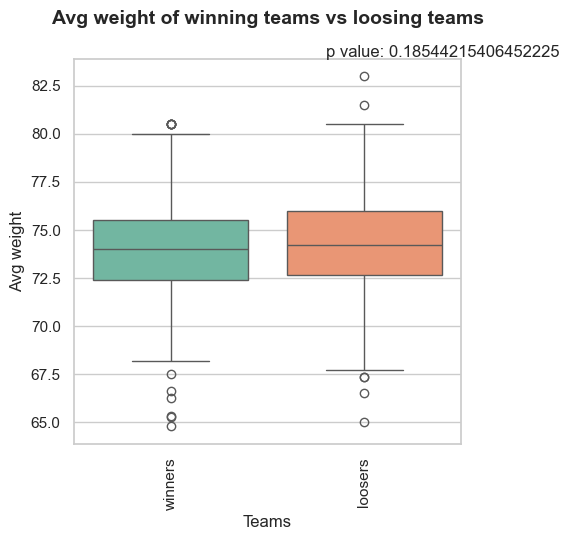 Avg weight of winning teams vs loosing teams
p value: 0.18544215406452225
82.5
80.0
77.5
75.0
72.5
70.0
67.5
65.0
Avg weight
winners
loosers
Teams